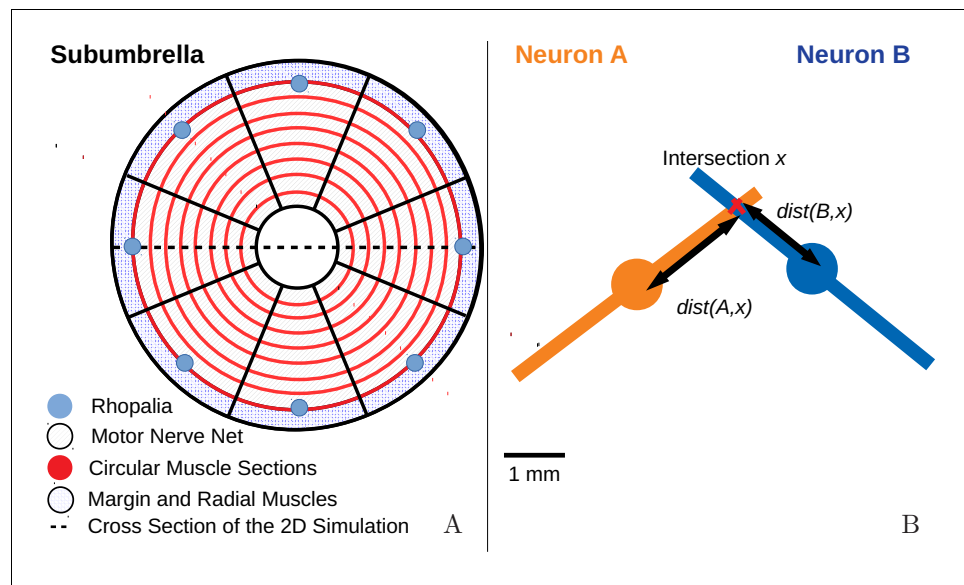 Subumbrella
Rhopalia
Motor Nerve Net
Circular Muscle Sections
Margin and Radial Muscles
Cross Section of the 2D Simulation
A
Neuron A
Neuron B
Intersection x
dist(B,x)
dist(A,x)
1 mm
B